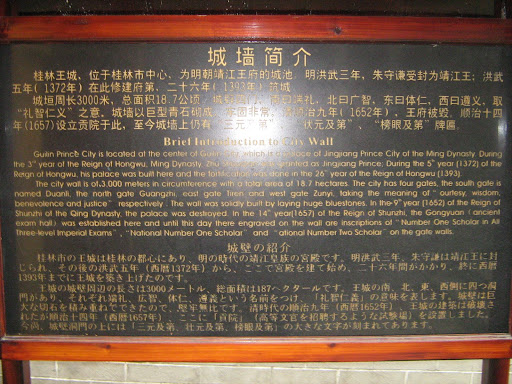 城墙简介
桂林王城，位于桂林市中心，为明朝靖江王府的城池。明洪武三年，朱守谦受封为靖江王；洪武
五年（1372年）在此修建府第，二十六年（1393年）筑城。
城垣周长3000米，总面积18.7公顷，南曰端礼，北曰广智，东曰体仁，西曰遵义，取
"礼智仁义"之意。城墙以巨型青石砌成，坚固非常。清顺治九年（1652年），王府被毁。顺治十四
年(1657)设立贡院于此，至今城墙上仍有"三元及第"、"状元及第"、"榜眼及第"牌匾。
Brief Introduction to City Wall
Guilin Prince City is located at the center of Guilin City, which is a palace of Jingjiang Prince City of the Ming Dynasty. During
the 3rd year of the Reign of Hongwu, Ming Dynasty, Zhu as Jingjiang Prince; During the 5th year (1372) of the
Reign of Hongwu, his palace was built here and the fortification was done in the 26th year of the Reign of Hongwu (1393).
The city wall is of 3,000 meters in circumference with a total area of 18.7 hectares. The city has four gates, the south gate is
named Duanli, the north gate Guangzhi, east gate Tiren and west gate Zunyi, taking the meaning of "courtesy, wisdom,
benevolence and justice" respectively. The wall was solidly built by laying huge bluestones. In the 9th year (1652) of the Reign of
Shunzhi of the Qing Dynasty, the palace was destroyed. In the 14th year(1657) of the Reign of Shunzhi, the Gongyuan (ancient
exam hall) was established here and until this day there engraved on the wall are inscriptions of "Number One Scholar in All
Three-level Imperial Exams", "National Number One Scholar" and "ational Number Two Scholar" on the gate walls.
城壁の紹介
桂林市の王城は桂林の都心にあり、明の時代の靖江皇族の宮殿です。明洪武三年、朱守谦は靖江王に封
じられ、その後の洪武五年（西暦1372年）から、ここで宮殿を建て始め、二十六年間がかかり、終に西暦
1393年までに王城を築き上げたのです。
王城の城壁周辺の長さは3000メートル、総面積は187ヘクタールです。王城の南、北、東、西側に四つ洞
門があり、それぞれ端礼、広智、体仁、遵義という名前をつけ、「礼智仁義」の意味を表します。城壁は巨
大な切石を積み重ねてできたので、堅牢無比です。清時代の順治九年（西暦1652年）、王城の建築は破壊さ
れたが順治十四年（西暦1657年）、ここに「貢院」（高等文官を招聘するような試験場）を設置しました。
今尚、城壁洞門の上には「三元及第、壮元及第、榜眼及第」の大きな文字が刻まれてあります。